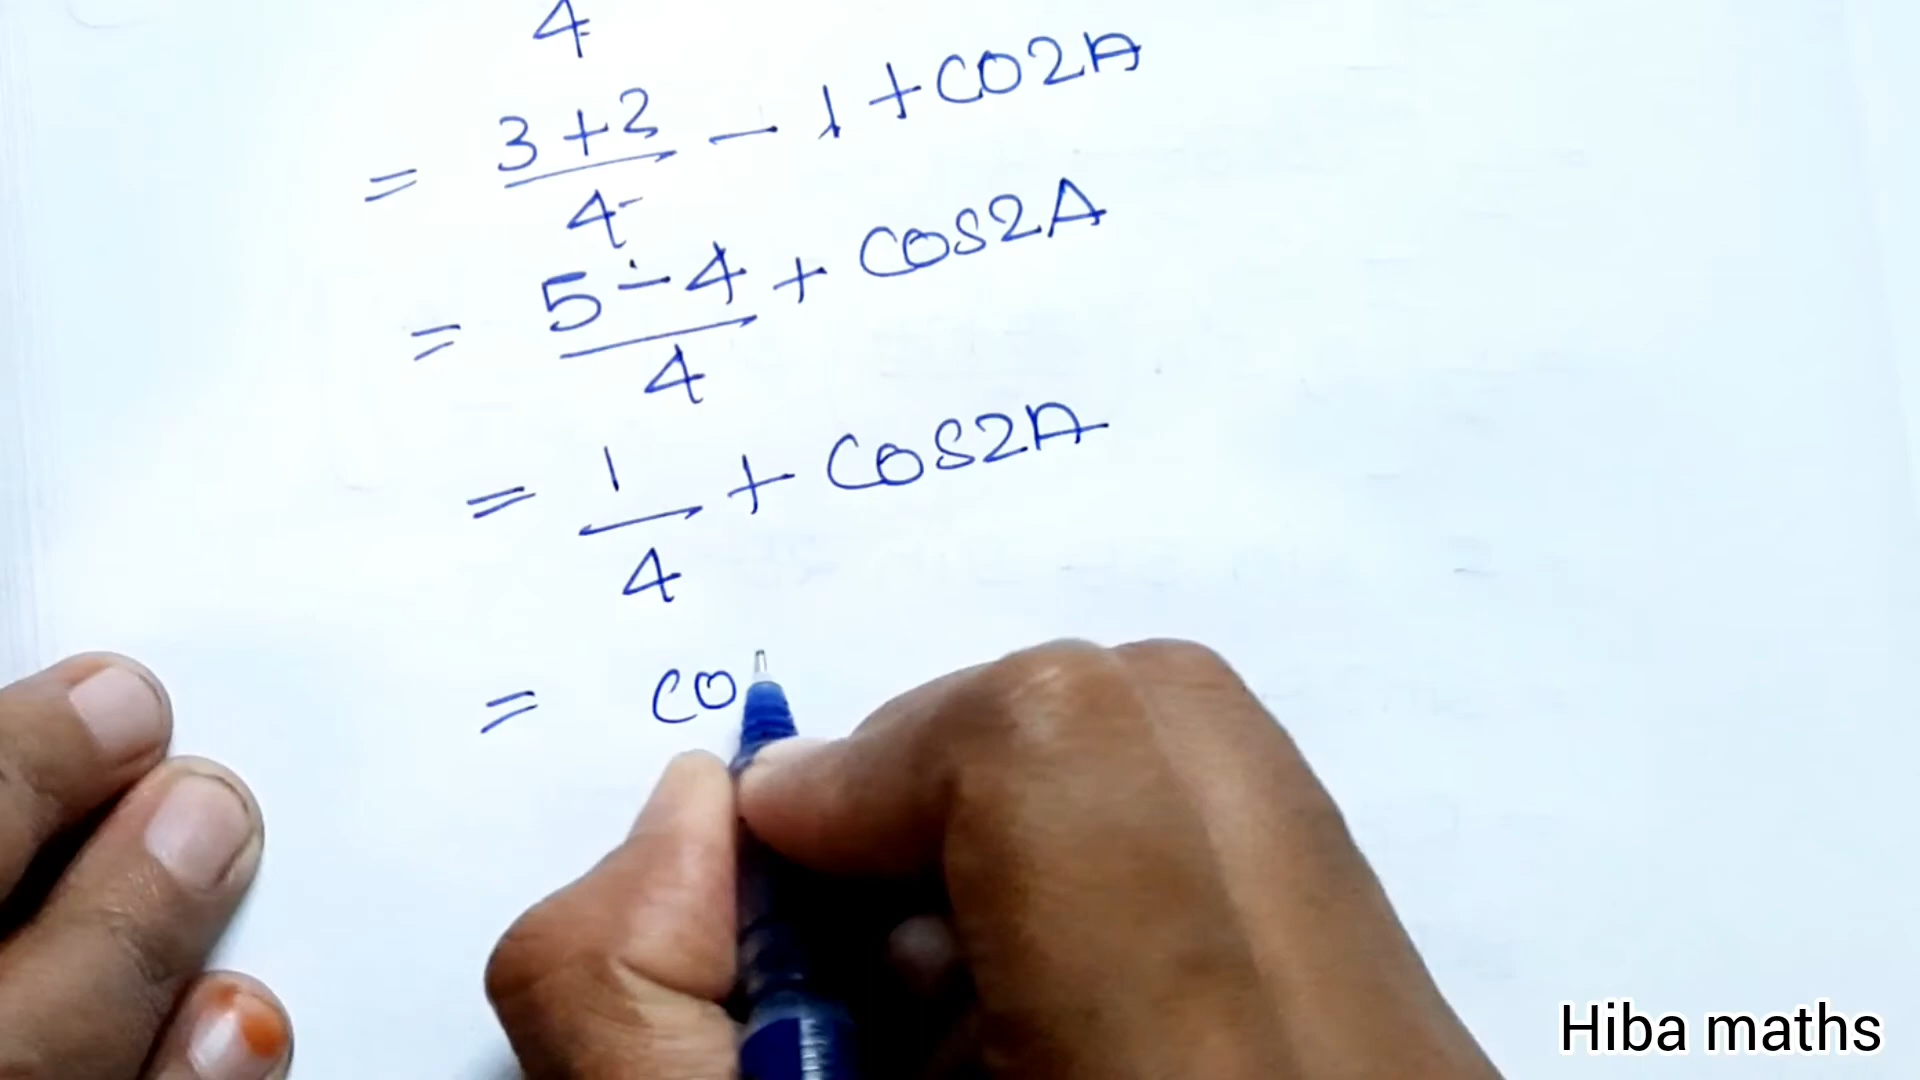 4
= 3+2/4 - 1 + CO2A
= 5-4/4 + COS2A
= 1/4 + COS2A
= CO
Hiba maths